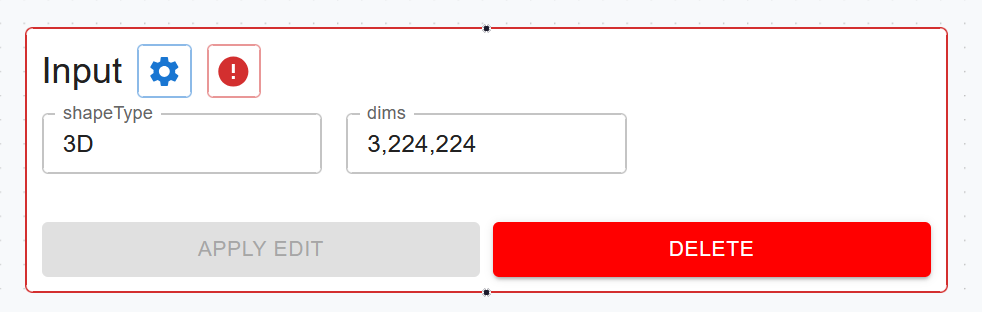 Input
shapeType
dims
3D
3,224,224
APPLY EDIT
DELETE